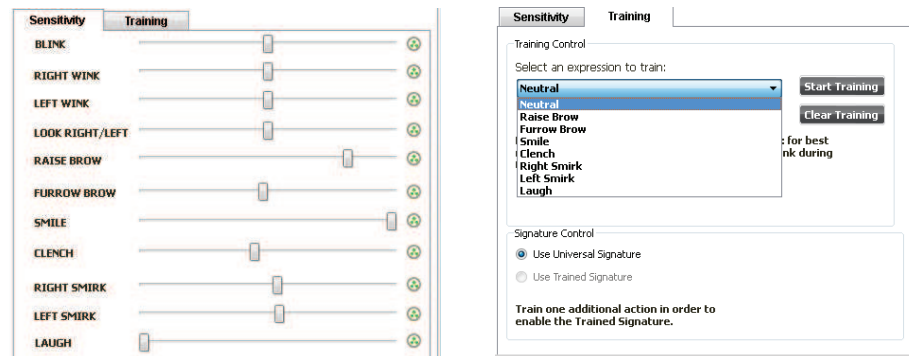 Sensitivity Training
BLINK
RIGHT WINK
LEFT WINK
LOOK RIGHT/LEFT
RAISE BROW
FURROW BROW
SMILE
CLENCH
RIGHT SMIRK
LEFT SMIRK
LAUGH
Sensitivity Training
Training Control
Select an expression to train:
Neutral
Start Training
Neutral
Raise Brow
Furrow Brow
Smile
Clench
Right Smirk
Left Smirk
Laugh
Clear Training
: for best
nk during
Signature Control
Use Universal Signature
Use Trained Signature
Train one additional action in order to
enable the Trained Signature.